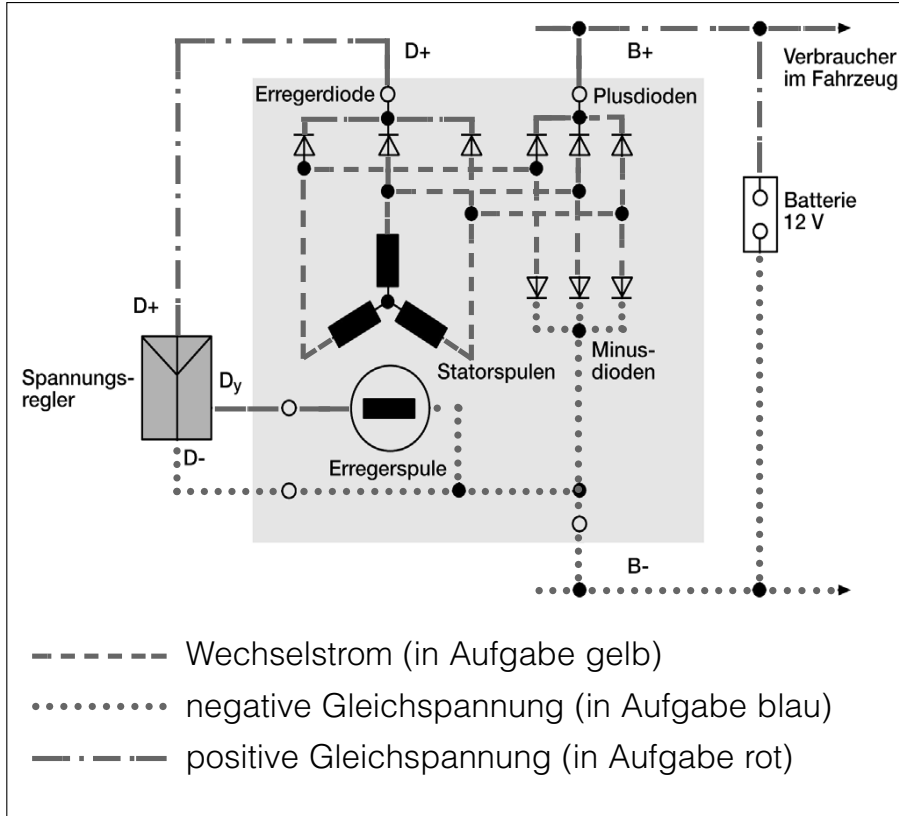 D+
B+
Verbraucher
im Fahrzeug
Erregerdiode
Plusdioden
Batterie
12 V
D+
Statorspulen
Minus-
dioden
Spannungs-
regler
Dy
D-
Erregerspule
B-
Wechselstrom (in Aufgabe gelb)
negative Gleichspannung (in Aufgabe blau)
positive Gleichspannung (in Aufgabe rot)